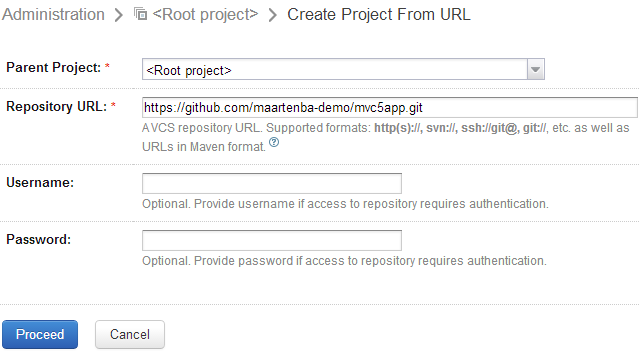 Administration > <Root project> > Create Project From URL
Parent Project: * <Root project>
Repository URL: * https://github.com/maartenba-demo/mvc5app.git
A VCS repository URL. Supported formats: http(s)://, svn://, ssh://git@, git://, etc. as well as
URLs in Maven format. ?
Username:
Optional. Provide username if access to repository requires authentication.
Password:
Optional. Provide password if access to repository requires authentication.
Proceed Cancel